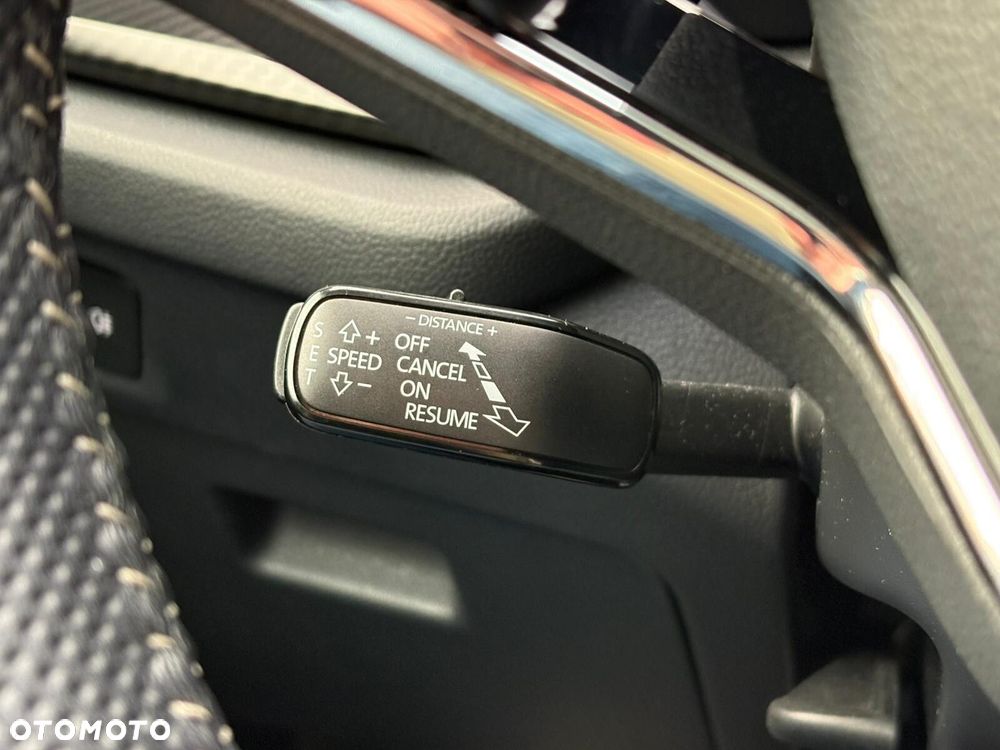 - DISTANCE +
S E T
+ OFF
SPEED CANCEL
- ON
RESUME
OTOMOTO